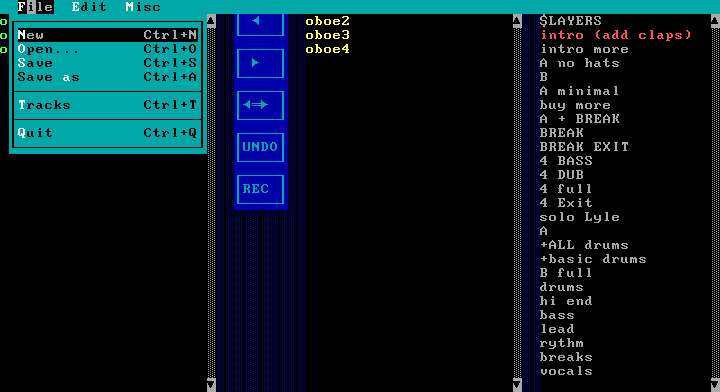 File Edit Misc
New Ctrl+N
Open... Ctrl+O
Save Ctrl+S
Save as Ctrl+A
Tracks Ctrl+T
Quit Ctrl+Q
o
o
o
UNDO
REC
oboe2
oboe3
oboe4
$LAYERS
intro (add claps)
intro more
A no hats
B
A minimal
buy more
A + BREAK
BREAK
BREAK EXIT
4 BASS
4 DUB
4 full
4 Exit
solo Lyle
A
+ALL drums
+basic drums
B full
drums
hi end
bass
lead
rythm
breaks
vocals